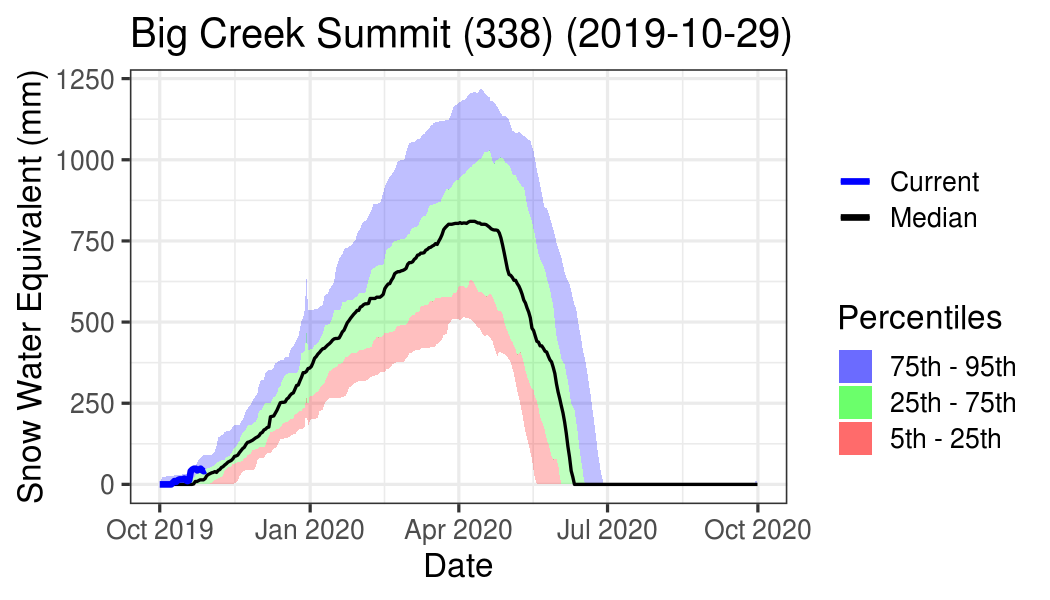 Big Creek Summit (338) (2019-10-29)
Snow Water Equivalent (mm)
1250
1000
750
500
250
0
Oct 2019
Jan 2020
Apr 2020
Jul 2020
Oct 2020
Date
Current
Median
Percentiles
75th - 95th
25th - 75th
5th - 25th